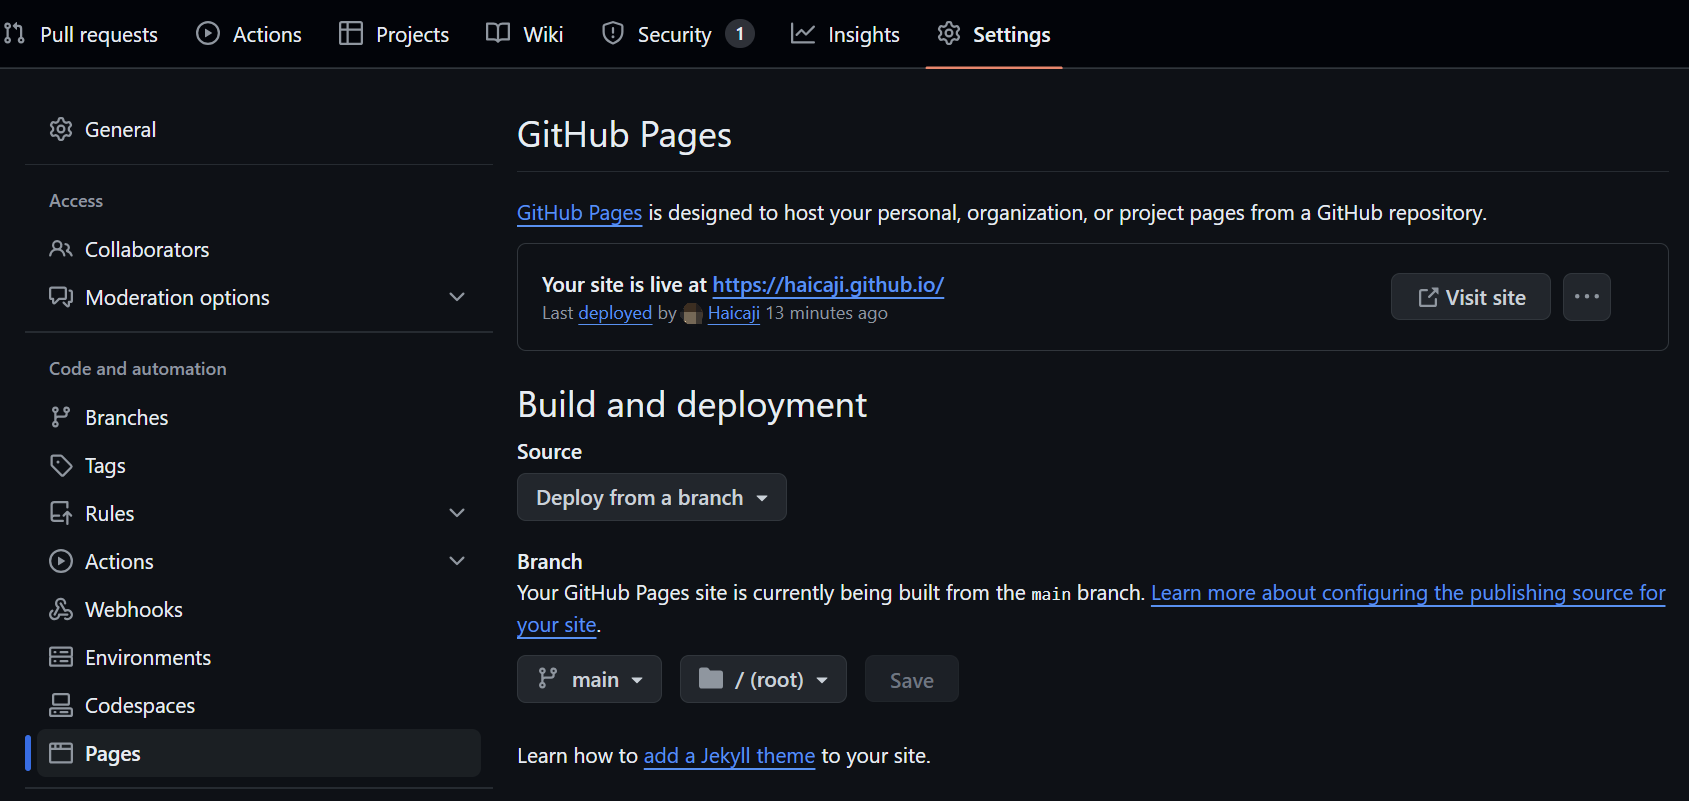 Pull requests Actions Projects Wiki Security 1 Insights Settings
General
Access
Collaborators
Moderation options
Code and automation
Branches
Tags
Rules
Actions
Webhooks
Environments
Codespaces
Pages
GitHub Pages
GitHub Pages is designed to host your personal, organization, or project pages from a GitHub repository.
Your site is live at https://haicaji.github.io/
Last deployed by Haicaji 13 minutes ago
Visit site
Build and deployment
Source
Deploy from a branch
Branch
Your GitHub Pages site is currently being built from the main branch. Learn more about configuring the publishing source for
your site.
main / (root) Save
Learn how to add a Jekyll theme to your site.